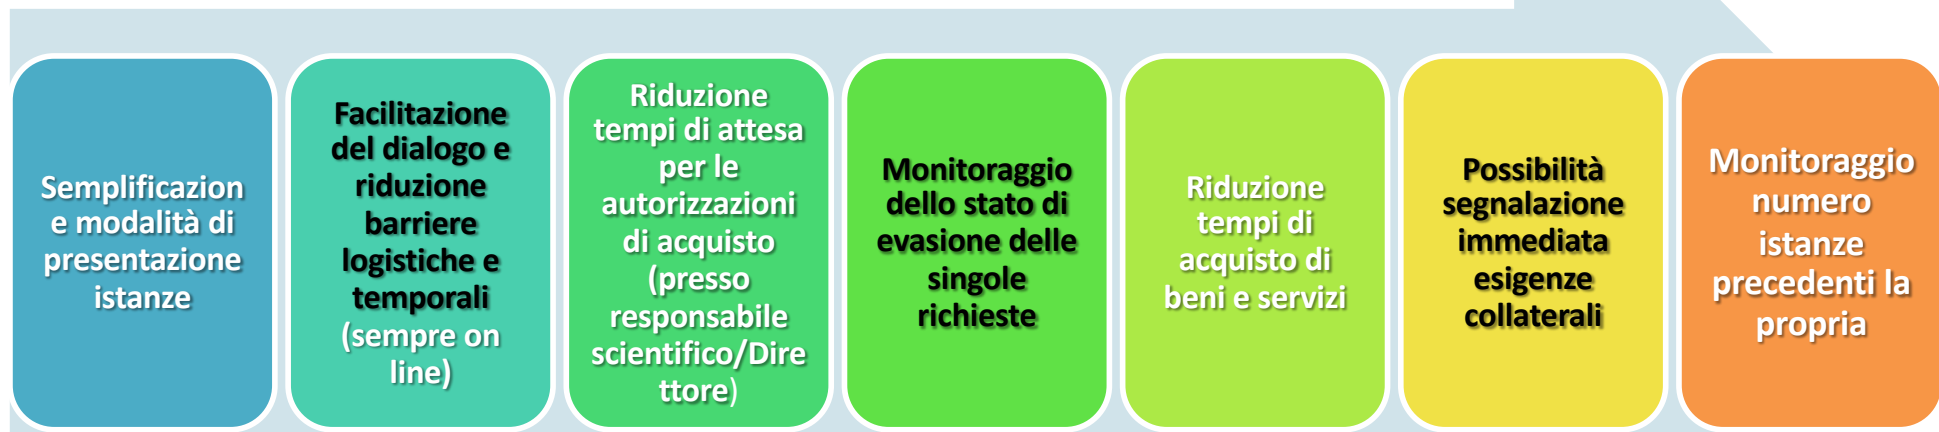 Semplificazion
e modalità di
presentazione
istanze
Facilitazione
del dialogo e
riduzione
barriere
logistiche e
temporali
(sempre on
line)
Riduzione
tempi di attesa
per le
autorizzazioni
di acquisto
(presso
responsabile
scientifico/Dire
ttore)
Monitoraggio
dello stato di
evasione delle
singole
richieste
Riduzione
tempi di
acquisto di
beni e servizi
Possibilità
segnalazione
immediata
esigenze
collaterali
Monitoraggio
numero
istanze
precedenti la
propria